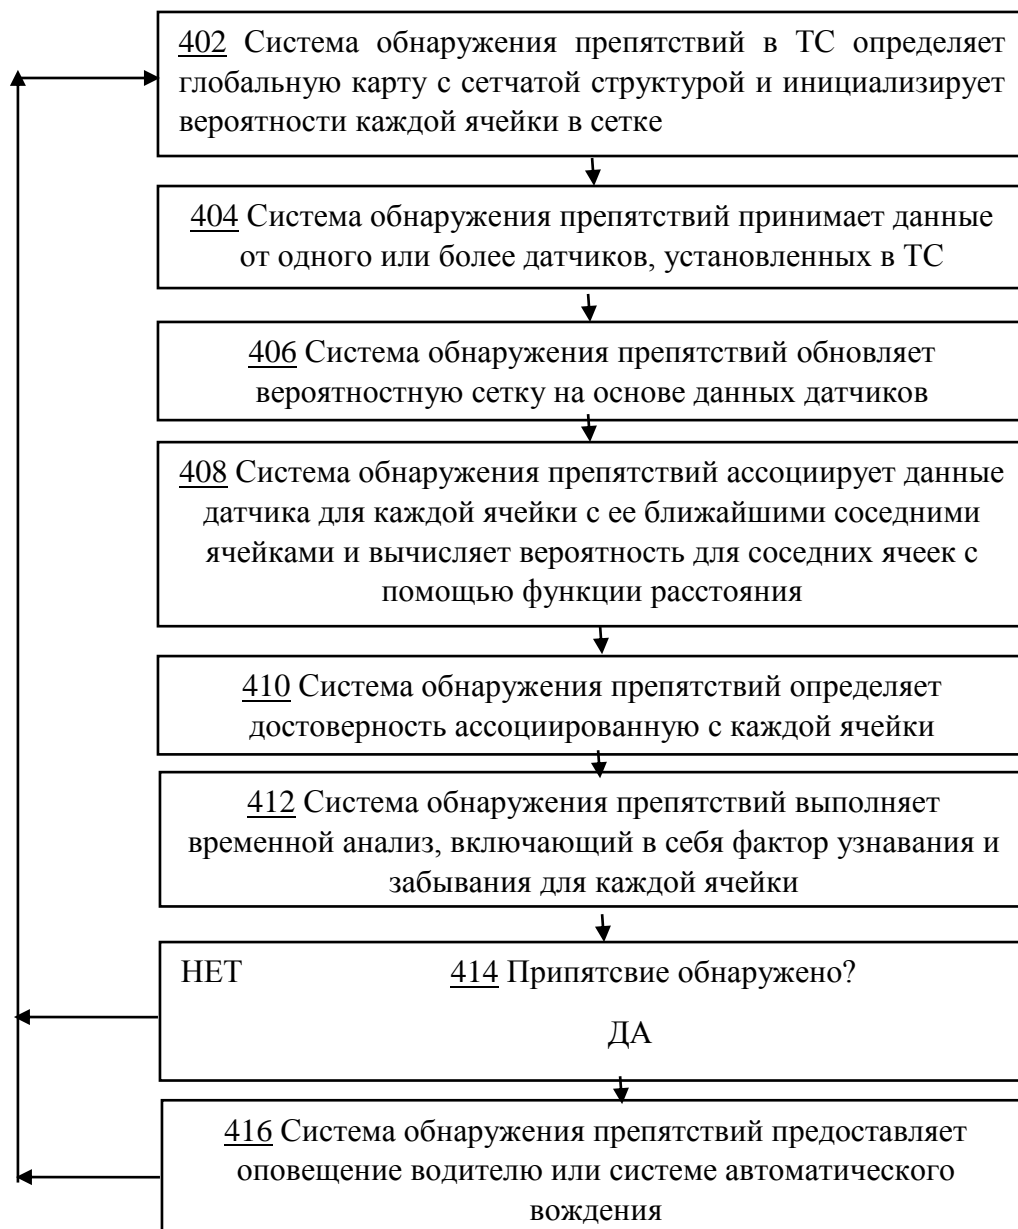 402 Система обнаружения препятствий в ТС определяет
глобальную карту с сетчатой структурой и инициализирует
вероятности каждой ячейки в сетке
404 Система обнаружения препятствий принимает данные
от одного или более датчиков, установленных в ТС
406 Система обнаружения препятствий обновляет
вероятностную сетку на основе данных датчиков
408 Система обнаружения препятствий ассоциирует данные
датчика для каждой ячейки с ее ближайшими соседними
ячейками и вычисляет вероятность для соседних ячеек с
помощью функции расстояния
410 Система обнаружения препятствий определяет
достоверность ассоциированную с каждой ячейки
412 Система обнаружения препятствий выполняет
временной анализ, включающий в себя фактор узнавания и
забывания для каждой ячейки
НЕТ 414 Припятсвие обнаружено?
ДА
416 Система обнаружения препятствий предоставляет
оповещение водителю или системе автоматического
вождения